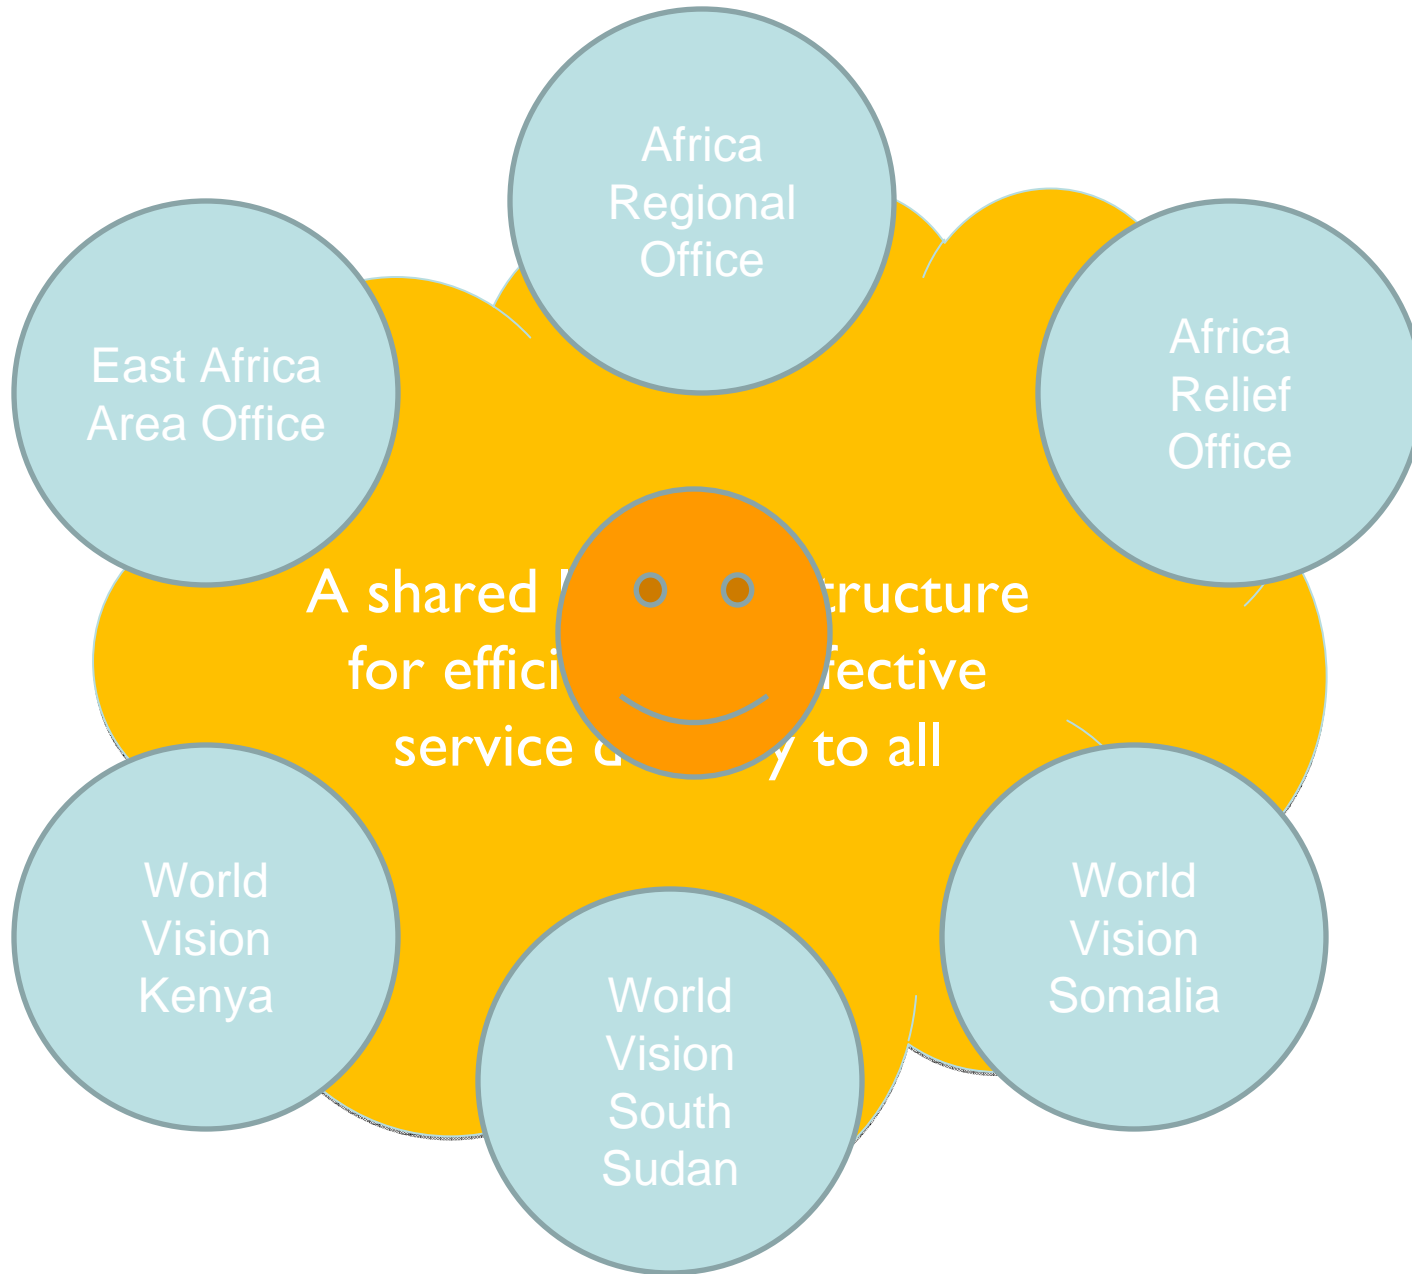 Africa
Regional
Office
East Africa
Area Office
Africa
Relief
Office
A shared tructure
for effici fective
service d y to all
World
Vision
Kenya
World
Vision
South
Sudan
World
Vision
Somalia